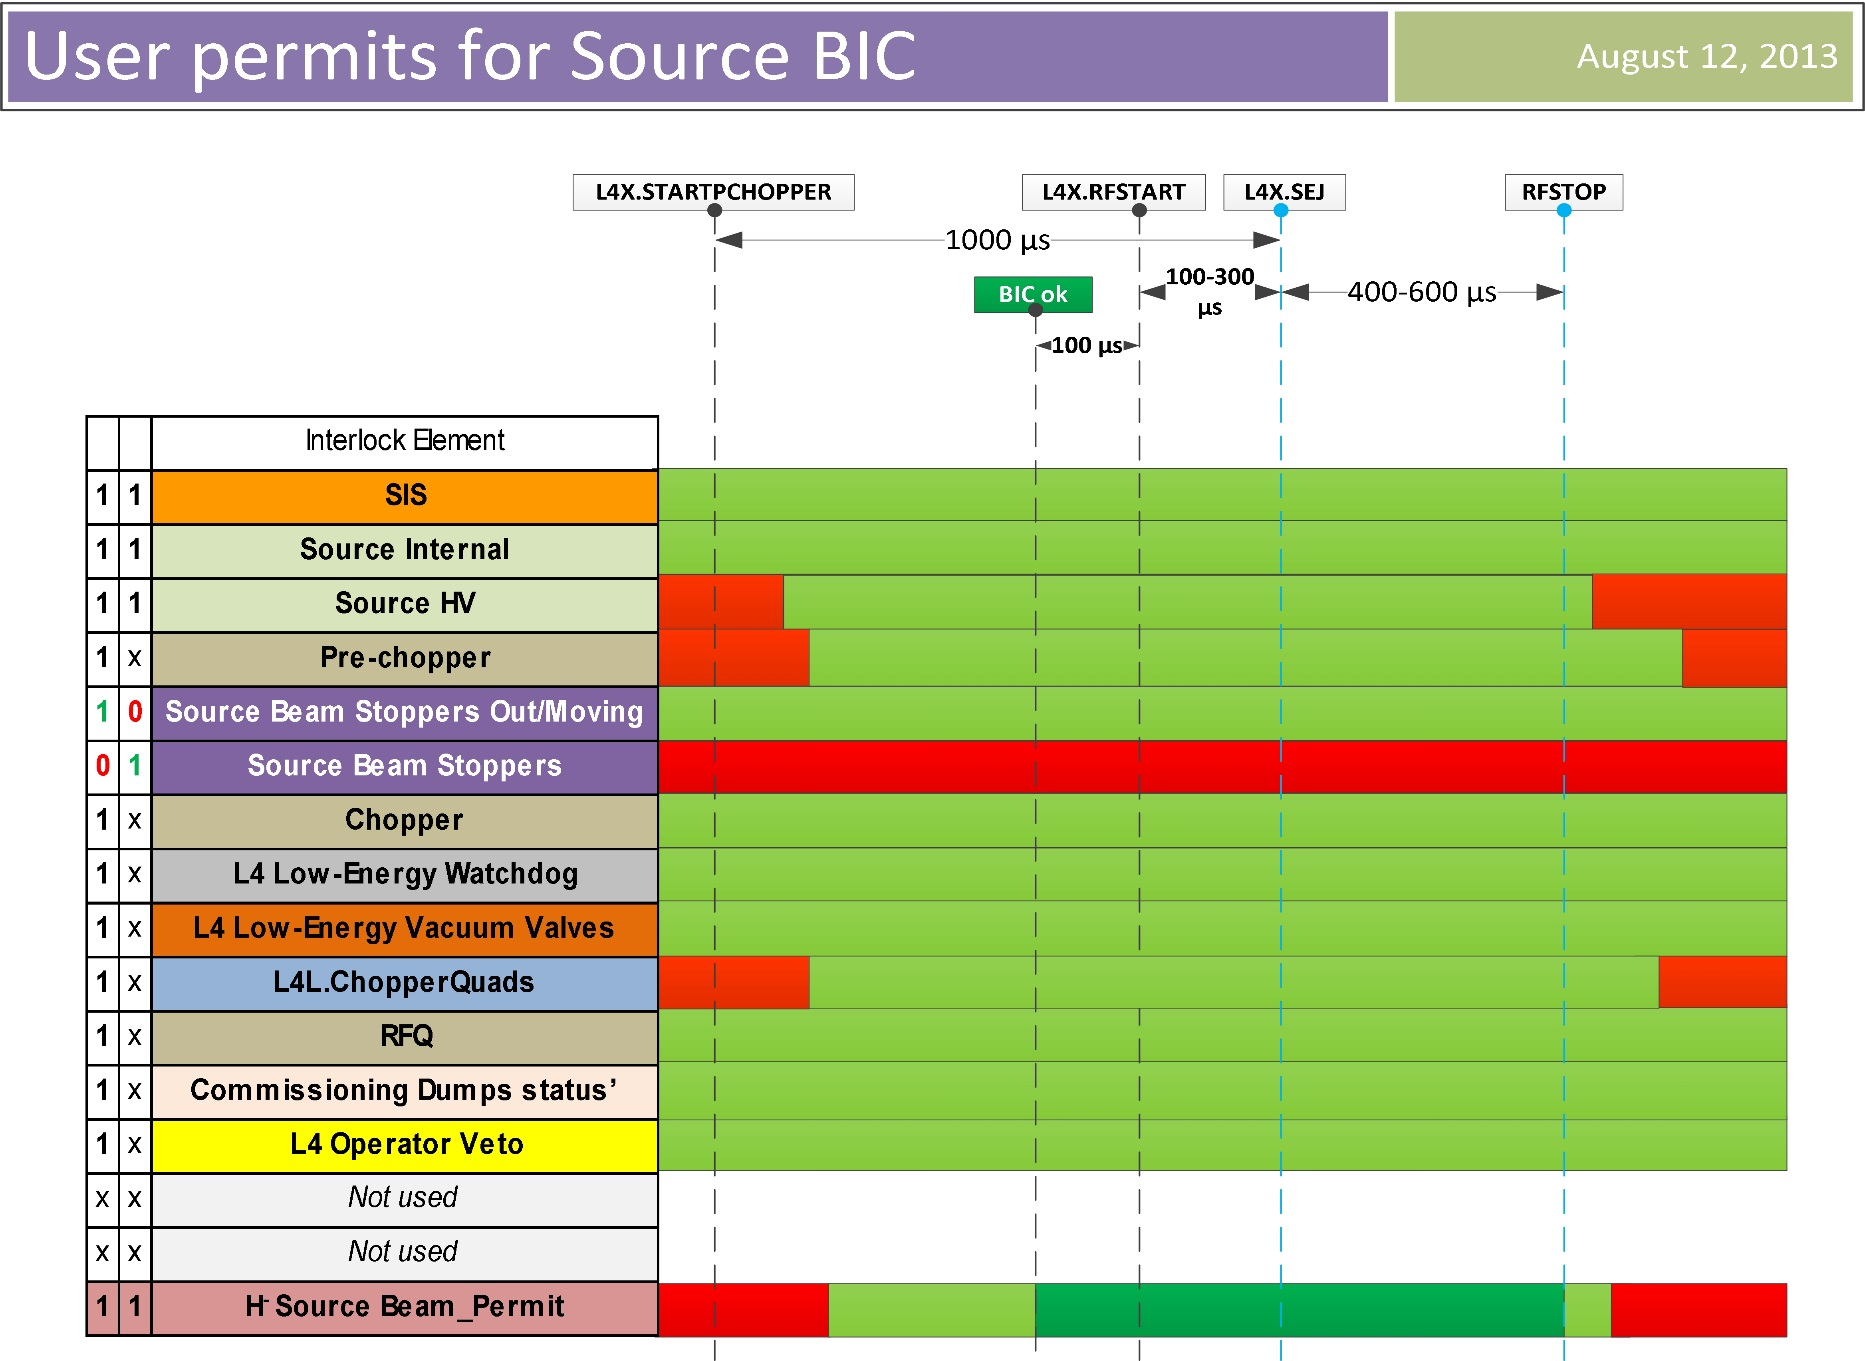 User permits for Source BIC
August 12, 2013
L4X.STARTPCHOPPER
L4X.RFSTART
L4X.SEJ
RFSTOP
1000 µs
BIC ok
100-300
µs
400-600 µs
100 µs
Interlock Element
1 1 SIS
1 1 Source Internal
1 1 Source HV
1 x Pre-chopper
1 0 Source Beam Stoppers Out/Moving
0 1 Source Beam Stoppers
1 x Chopper
1 x L4 Low-Energy Watchdog
1 x L4 Low-Energy Vacuum Valves
1 x L4L.ChopperQuads
1 x RFQ
1 x Commissioning Dumps status’
1 x L4 Operator Veto
x x Not used
x x Not used
1 1 H⁻ Source Beam_Permit